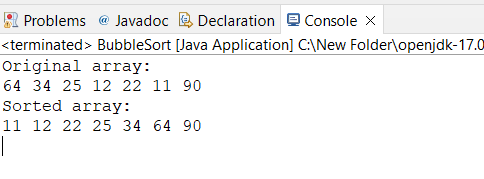 Problems @ Javadoc Declaration Console
<terminated> BubbleSort [Java Application] C:\New Folder\openjdk-17.0
Original array:
64 34 25 12 22 11 90
Sorted array:
11 12 22 25 34 64 90